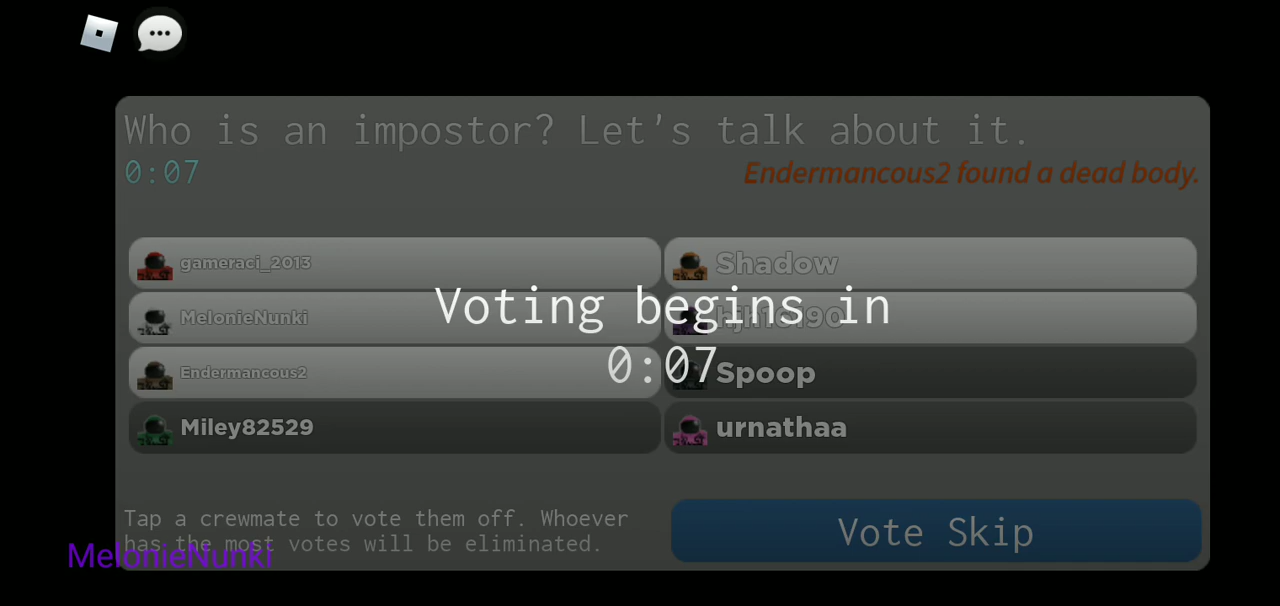 Who is an impostor? Let's talk about it.
0:07
Endermancous2 found a dead body.
gameraci_2013
Shadow
MelonieNunki
Voting begins in
0:07
Endermancous2
Spoop
Miley82529
urnathaa
Tap a crewmate to vote them off. Whoever
has the most votes will be eliminated.
Vote Skip
MelonieNunki